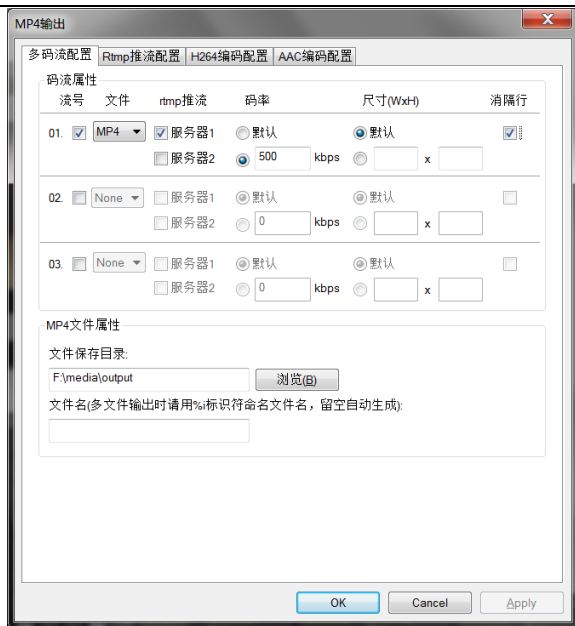 MP4输出
多码流配置 Rtmp推流配置 H264编码配置 AAC编码配置
码流属性
流号 文件 rtmp推流 码率 尺寸(WxH) 消隔行
01. MP4 服务器1 默认 默认
服务器2 500 kbps x
02. None 服务器1 默认 默认
服务器2 0 kbps x
03. None 服务器1 默认 默认
服务器2 0 kbps x
MP4文件属性
文件保存目录:
F:\media\output 浏览(B)
文件名(多文件输出时请用%i标识符命名文件名，留空自动生成):
OK Cancel Apply